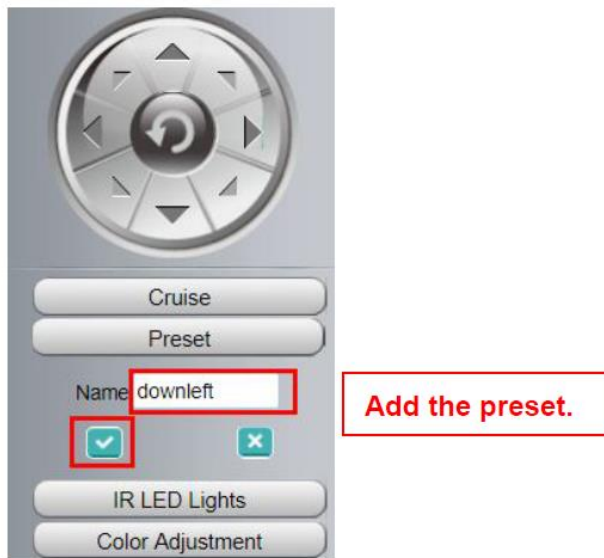 Cruise
Preset
Name downleft
Add the preset.
IR LED Lights
Color Adjustment